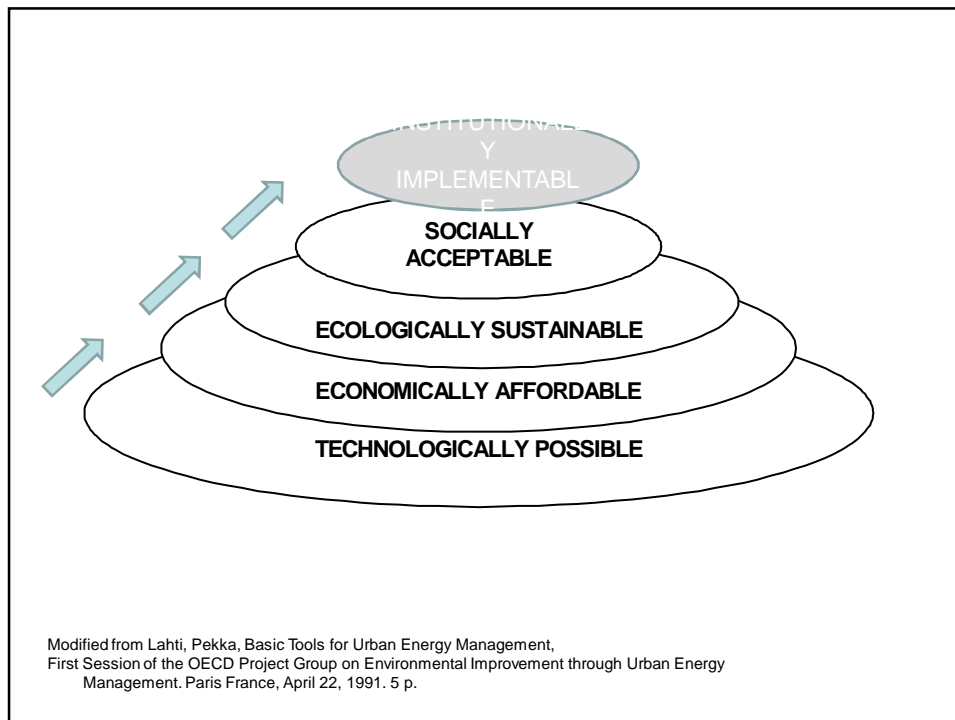 INSTITUTIONALL
Y
IMPLEMENTABL
E
SOCIALLY
ACCEPTABLE
ECOLOGICALLY SUSTAINABLE
ECONOMICALLY AFFORDABLE
TECHNOLOGICALLY POSSIBLE
Modified from Lahti, Pekka, Basic Tools for Urban Energy Management,
First Session of the OECD Project Group on Environmental Improvement through Urban Energy
Management. Paris France, April 22, 1991. 5 p.